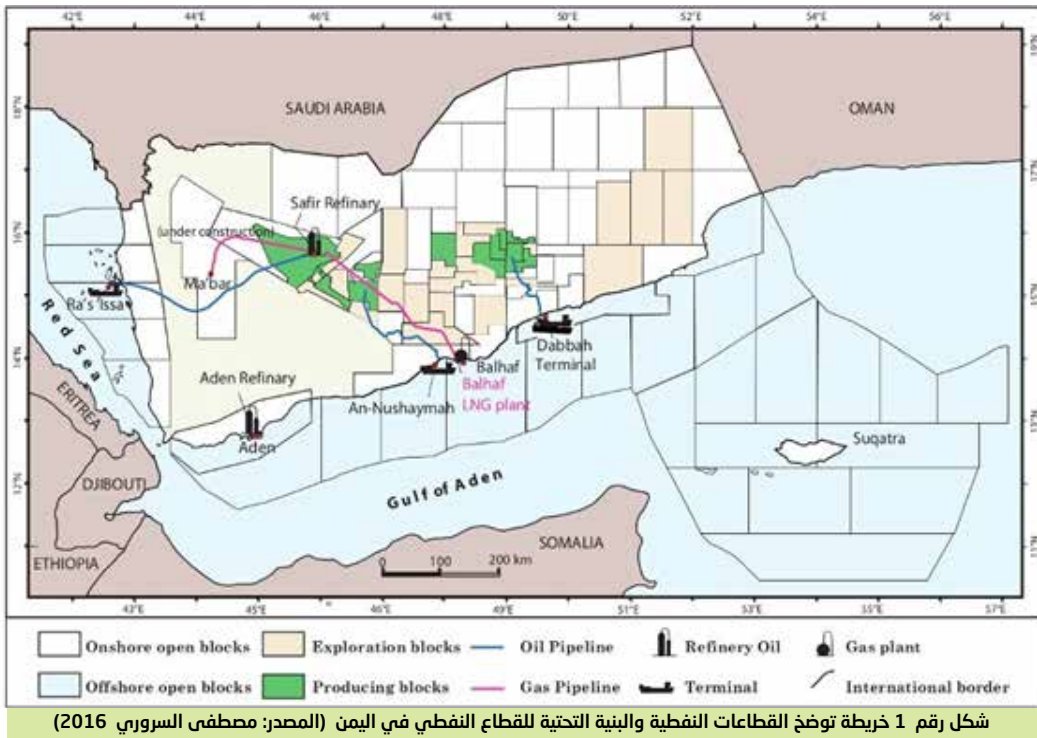 42°E 44°E 46°E 48°E 50°E 52°E 54°E 56°E
18°N
16°N
14°N
12°N
SAUDI ARABIA
OMAN
Safir Refinary
(under construction)
Ma'bar
Ra's 'Issa
Red Sea
Dabbah
Terminal
Balhaf
Balhaf
LNG plant
An-Nushaymah
Aden Refinary
Aden
ERITREA
Suqatra
Gulf of Aden
DJIBOUTI
SOMALIA
ETHIOPIA
0 100 200 km
43°E 45°E 46°E 49°E 51°E 53°E 55°E 57°E
Onshore open blocks Exploration blocks Oil Pipeline Refinery Oil Gas plant
Offshore open blocks Producing blocks Gas Pipeline Terminal International border
شكل رقم 1 خريطة توضخ القطاعات النفطية والبنية التحتية للقطاع النفطي في اليمن (المصدر: مصطفى السروري 2016)